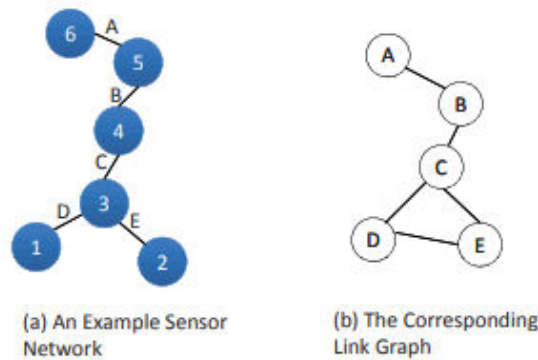 6
A
5
B
4
C
3
D
E
1
2
A
B
C
D
E
(a) An Example Sensor
Network
(b) The Corresponding
Link Graph